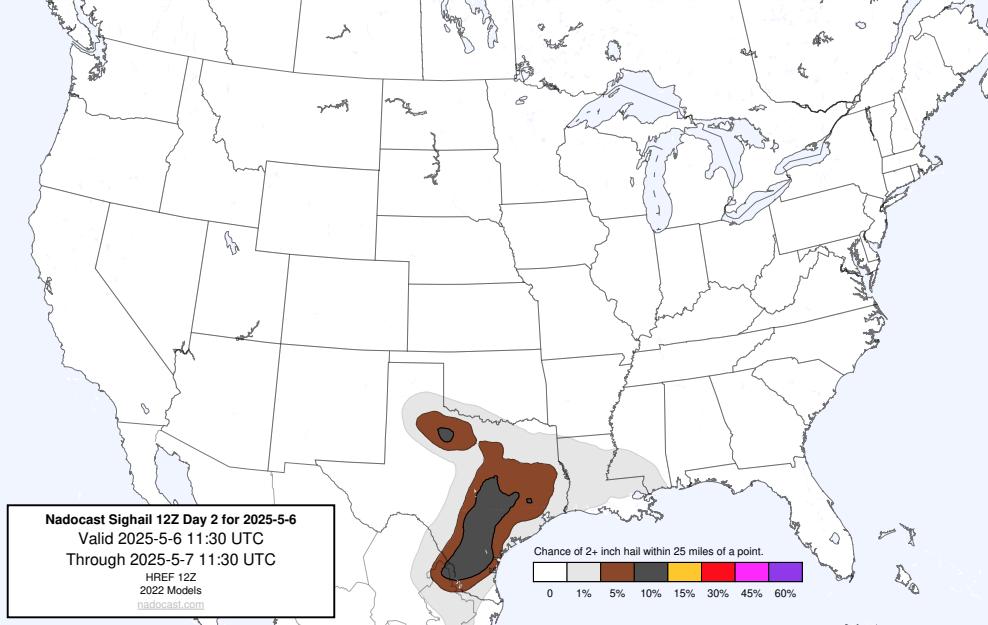 Nadocast Sighail 12Z Day 2 for 2025-5-6
Valid 2025-5-6 11:30 UTC
Through 2025-5-7 11:30 UTC
HREF 12Z
2022 Models
nadocast.com
Chance of 2+ inch hail within 25 miles of a point.
0 1% 5% 10% 15% 30% 45% 60%